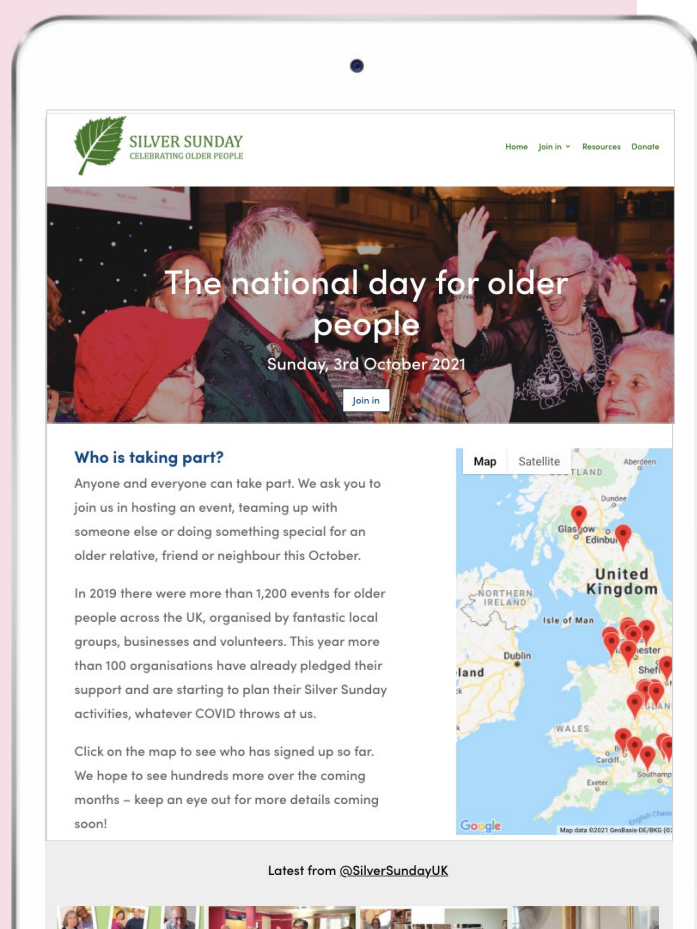 SILVER SUNDAY
CELEBRATING OLDER PEOPLE
Home Join in Resources Donate
The national day for older
people
Sunday, 3rd October 2021
Join in
Who is taking part?
Anyone and everyone can take part. We ask you to
join us in hosting an event, teaming up with
someone else or doing something special for an
older relative, friend or neighbour this October.
In 2019 there were more than 1,200 events for older
people across the UK, organised by fantastic local
groups, businesses and volunteers. This year more
than 100 organisations have already pledged their
support and are starting to plan their Silver Sunday
activities, whatever COVID throws at us.
Click on the map to see who has signed up so far.
We hope to see hundreds more over the coming
months – keep an eye out for more details coming
soon!
Map Satellite
TLAND
Aberdeen
Dundee
Glasgow
Edinbu
United
Kingdom
NORTHERN
IRELAND
Isle of Man
hester
Dublin
Shef
land
WALES
Cardiff
Exeter
Southamp
English Chann
Google
Map data ©2021 GeoBasis-DE/BKG (©2
Latest from @SilverSundayUK